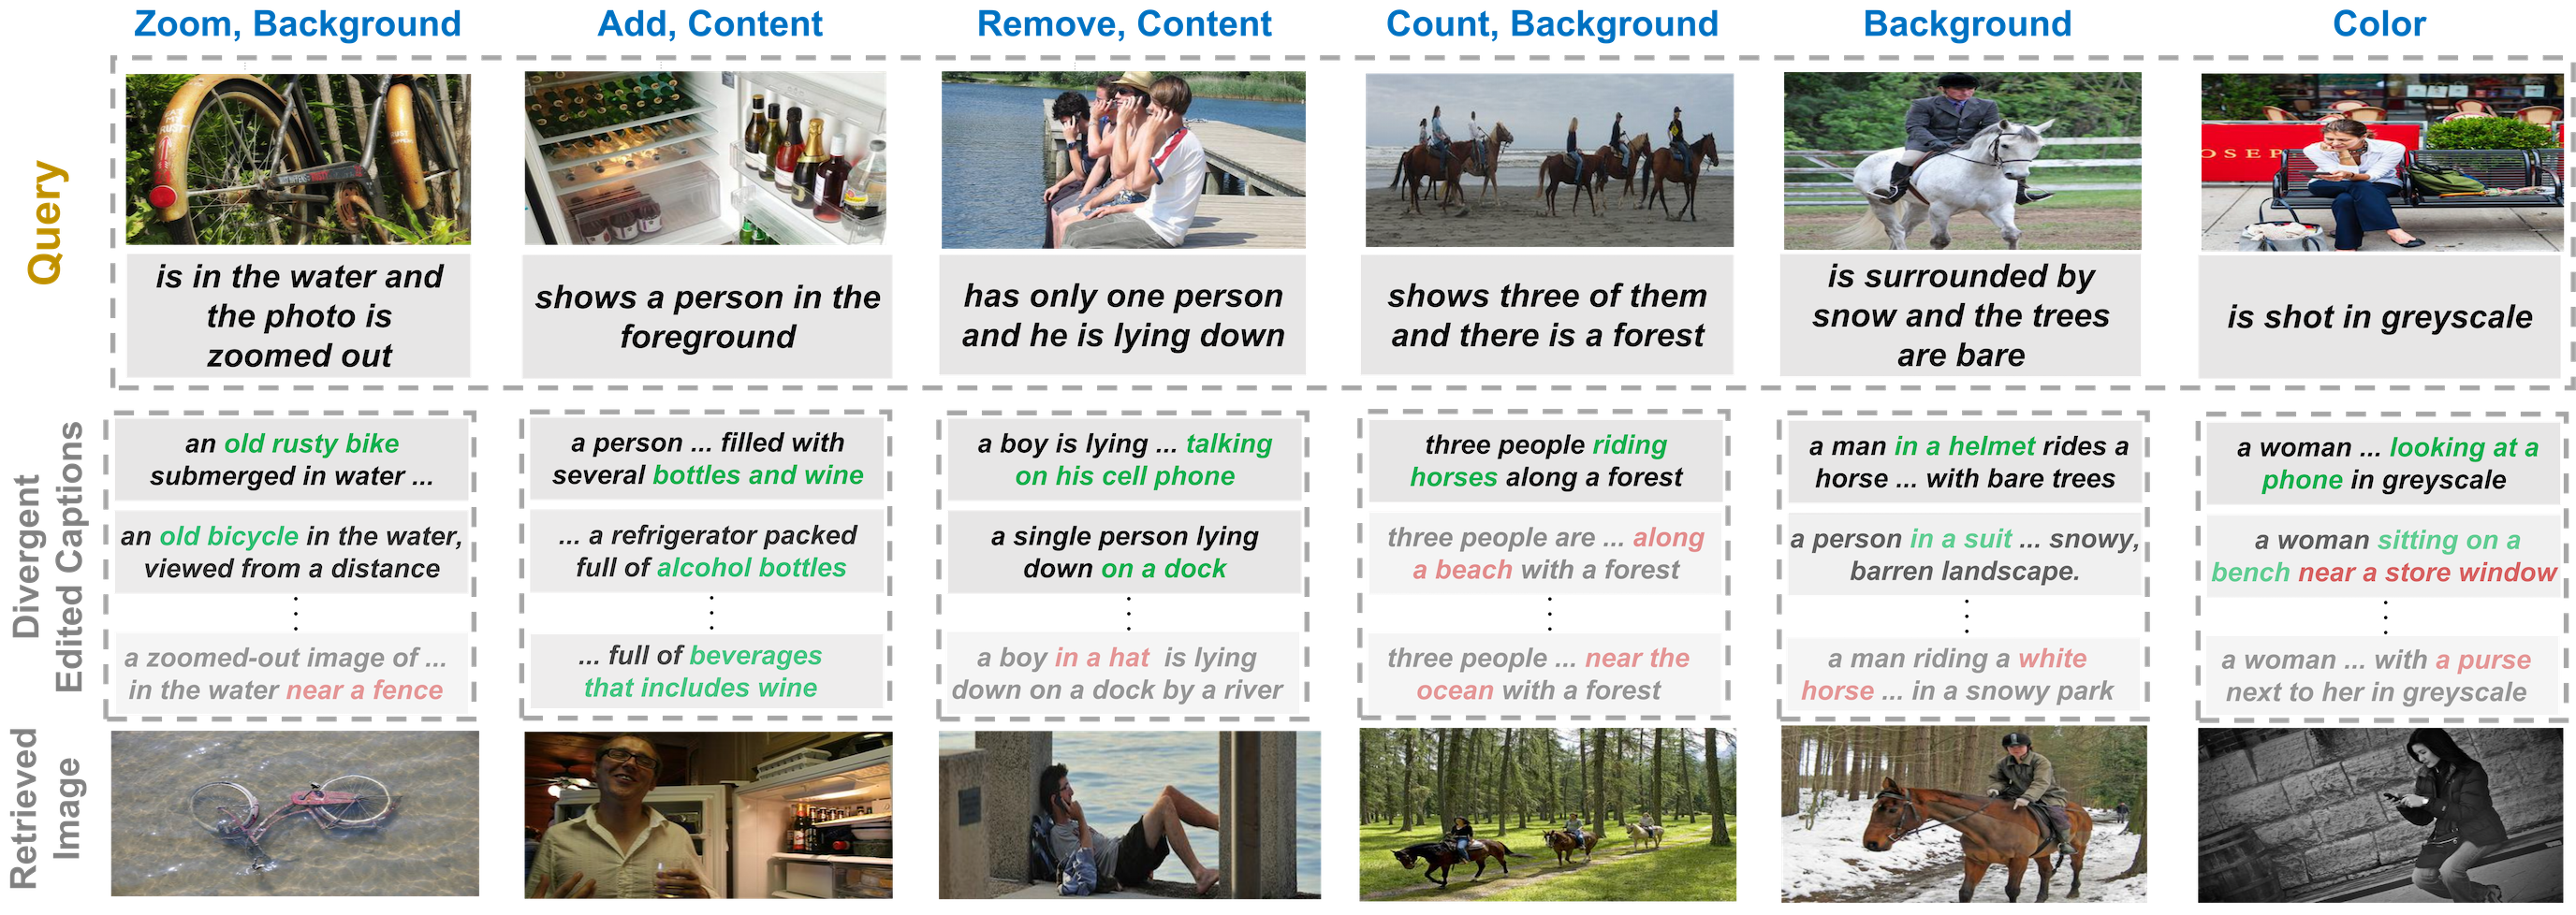 Zoom, Background
Add, Content
Remove, Content
Count, Background
Background
Color
Query
is in the water and
the photo is
zoomed out
shows a person in the
foreground
has only one person
and he is lying down
shows three of them
and there is a forest
is surrounded by
snow and the trees
are bare
OSEP
is shot in greyscale
Divergent
Edited Captions
an old rusty bike
submerged in water ...
an old bicycle in the water,
viewed from a distance
a zoomed-out image of ...
in the water near a fence
a person ... filled with
several bottles and wine
... a refrigerator packed
full of alcohol bottles
... full of beverages
that includes wine
a boy is lying ... talking
on his cell phone
a single person lying
down on a dock
a boy in a hat is lying
down on a dock by a river
three people riding
horses along a forest
three people are ... along
a beach with a forest
three people ... near the
ocean with a forest
a man in a helmet rides a
horse ... with bare trees
a person in a suit ... snowy,
barren landscape.
a man riding a white
horse ... in a snowy park
a woman ... looking at a
phone in greyscale
a woman sitting on a
bench near a store window
a woman ... with a purse
next to her in greyscale
Retrieved
Image